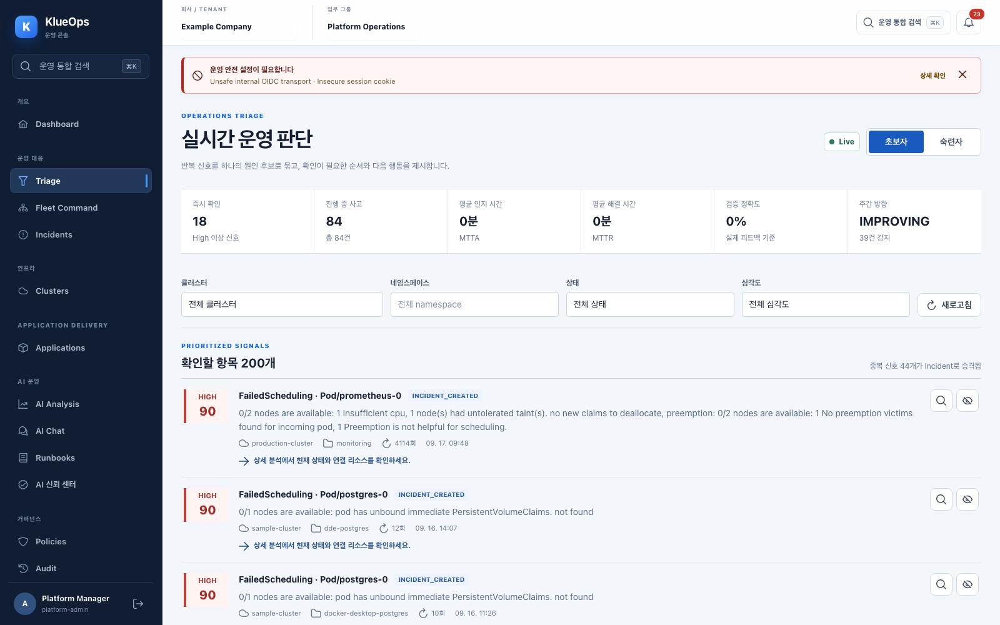 K
KlueOps
운영 콘솔
운영 통합 검색 ⌘K
개요
Dashboard
운영 대응
Triage
Fleet Command
Incidents
인프라
Clusters
APPLICATION DELIVERY
Applications
AI 운영
AI Analysis
AI Chat
Runbooks
AI 신뢰 센터
거버넌스
Policies
Audit
A
Platform Manager
platform-admin
회사 / TENANT
Example Company
업무 그룹
Platform Operations
운영 통합 검색 ⌘K
73
운영 안전 설정이 필요합니다
Unsafe internal OIDC transport · Insecure session cookie
상세 확인
OPERATIONS TRIAGE
실시간 운영 판단
반복 신호를 하나의 원인 후보로 묶고, 확인이 필요한 순서와 다음 행동을 제시합니다.
Live
초보자
숙련자
즉시 확인
18
High 이상 신호
진행 중 사고
84
총 84건
평균 인지 시간
0분
MTTA
평균 해결 시간
0분
MTTR
검증 정확도
0%
실제 피드백 기준
주간 방향
IMPROVING
39건 감지
클러스터
전체 클러스터
네임스페이스
전체 namespace
상태
전체 상태
심각도
전체 심각도
새로고침
PRIORITIZED SIGNALS
확인할 항목 200개
중복 신호 44개가 Incident로 승격됨
HIGH
90
FailedScheduling · Pod/prometheus-0 INCIDENT_CREATED
0/2 nodes are available: 1 Insufficient cpu, 1 node(s) had untolerated taint(s). no new claims to deallocate, preemption: 0/2 nodes are available: 1 No preemption victims
found for incoming pod, 1 Preemption is not helpful for scheduling.
production-cluster monitoring 4114회 09. 17. 09:48
상세 분석에서 현재 상태와 연결 리소스를 확인하세요.
HIGH
90
FailedScheduling · Pod/postgres-0 INCIDENT_CREATED
0/1 nodes are available: pod has unbound immediate PersistentVolumeClaims. not found
sample-cluster dde-postgres 12회 09. 16. 14:07
상세 분석에서 현재 상태와 연결 리소스를 확인하세요.
HIGH
90
FailedScheduling · Pod/postgres-0 INCIDENT_CREATED
0/1 nodes are available: pod has unbound immediate PersistentVolumeClaims. not found
sample-cluster docker-desktop-postgres 10회 09. 16. 11:26